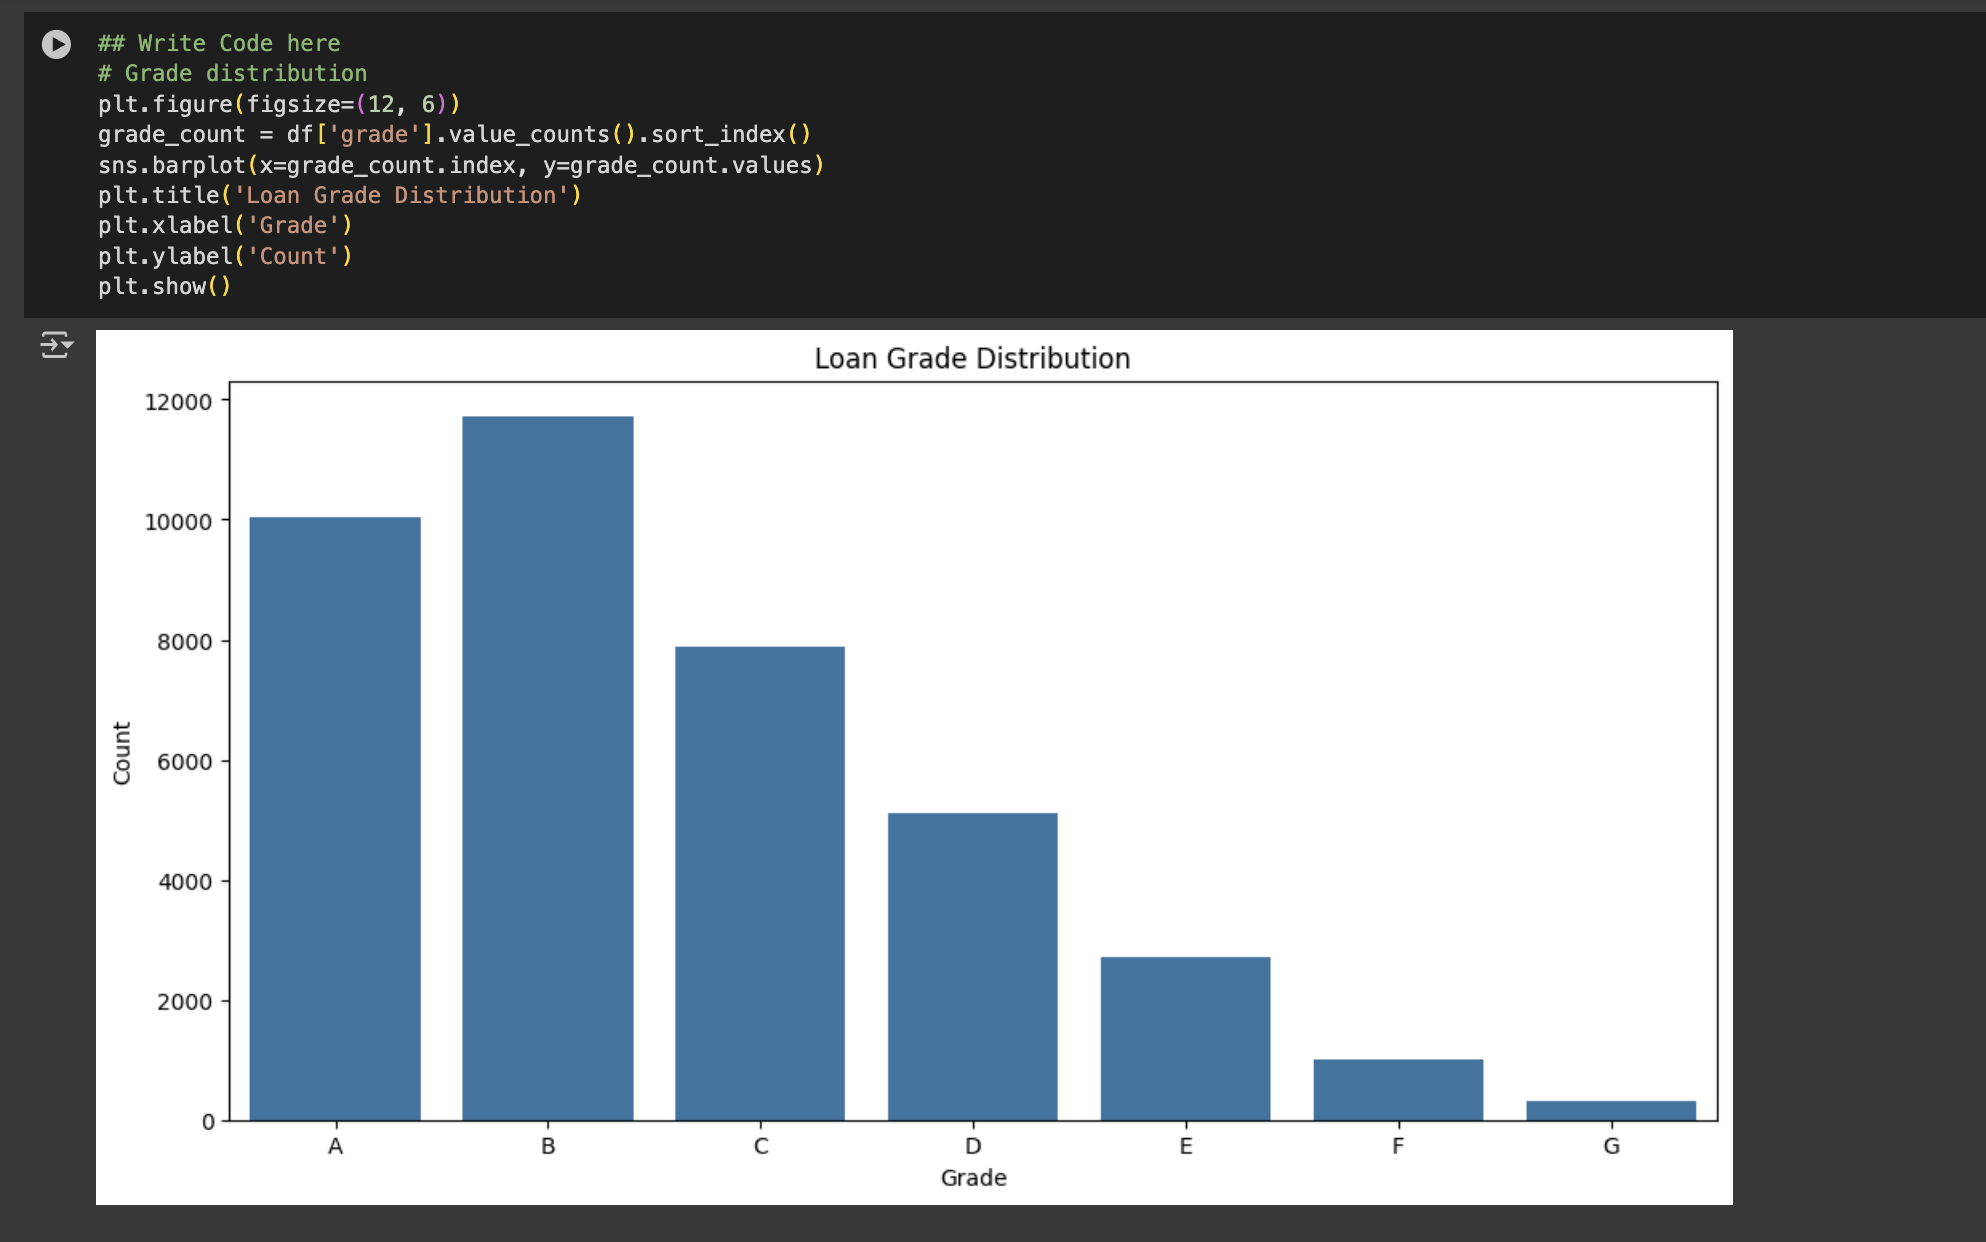 ## Write Code here
# Grade distribution
plt.figure(figsize=(12, 6))
grade_count = df['grade'].value_counts().sort_index()
sns.barplot(x=grade_count.index, y=grade_count.values)
plt.title('Loan Grade Distribution')
plt.xlabel('Grade')
plt.ylabel('Count')
plt.show()
Loan Grade Distribution
12000
10000
8000
6000
4000
2000
0
Count
A B C D E F G
Grade